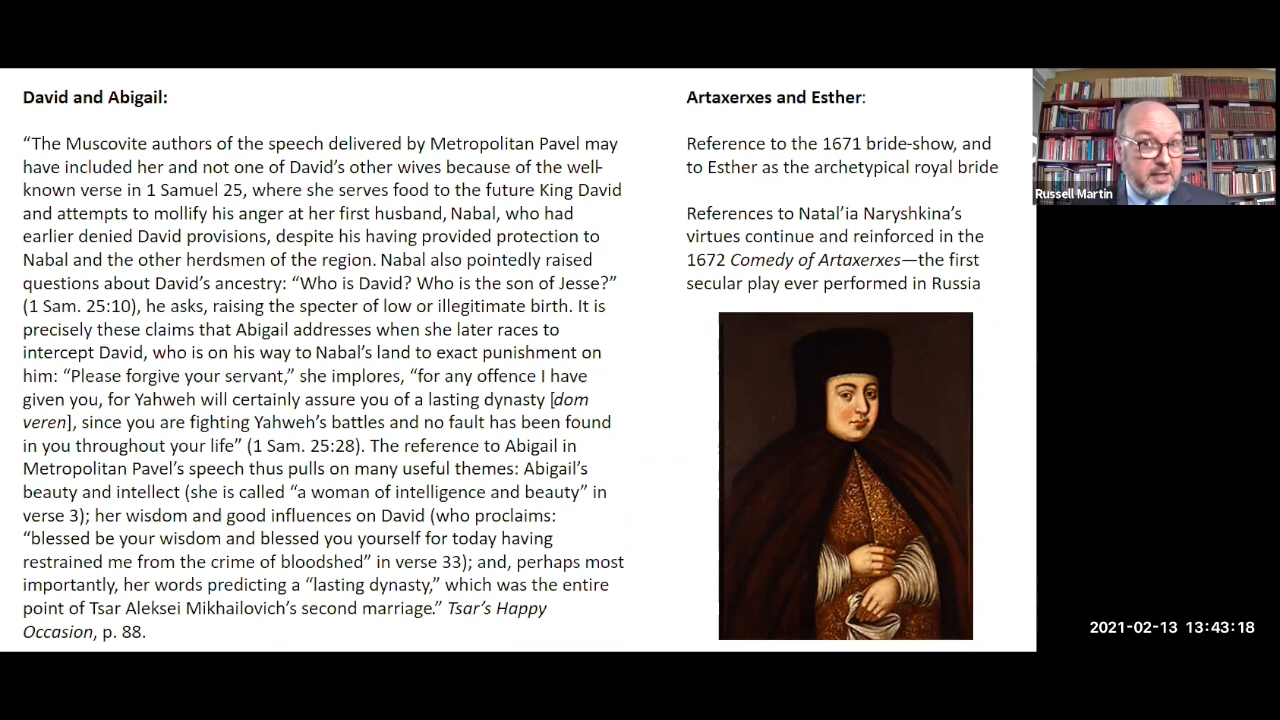 David and Abigail:
“The Muscovite authors of the speech delivered by Metropolitan Pavel may
have included her and not one of David’s other wives because of the well-
known verse in 1 Samuel 25, where she serves food to the future King David
and attempts to mollify his anger at her first husband, Nabal, who had
earlier denied David provisions, despite his having provided protection to
Nabal and the other herdsmen of the region. Nabal also pointedly raised
questions about David’s ancestry: “Who is David? Who is the son of Jesse?”
(1 Sam. 25:10), he asks, raising the specter of low or illegitimate birth. It is
precisely these claims that Abigail addresses when she later races to
intercept David, who is on his way to Nabal’s land to exact punishment on
him: “Please forgive your servant,” she implores, “for any offence I have
given you, for Yahweh will certainly assure you of a lasting dynasty [dom
veren], since you are fighting Yahweh’s battles and no fault has been found
in you throughout your life” (1 Sam. 25:28). The reference to Abigail in
Metropolitan Pavel’s speech thus pulls on many useful themes: Abigail’s
beauty and intellect (she is called “a woman of intelligence and beauty” in
verse 3); her wisdom and good influences on David (who proclaims:
“blessed be your wisdom and blessed you yourself for today having
restrained me from the crime of bloodshed” in verse 33); and, perhaps most
importantly, her words predicting a “lasting dynasty,” which was the entire
point of Tsar Aleksei Mikhailovich’s second marriage.” Tsar’s Happy
Occasion, p. 88.
Artaxerxes and Esther:
Reference to the 1671 bride-show, and
to Esther as the archetypical royal bride
References to Natal’ia Naryshkina’s
virtues continue and reinforced in the
1672 Comedy of Artaxerxes—the first
secular play ever performed in Russia
Russell Martin
2021-02-13 13:43:18